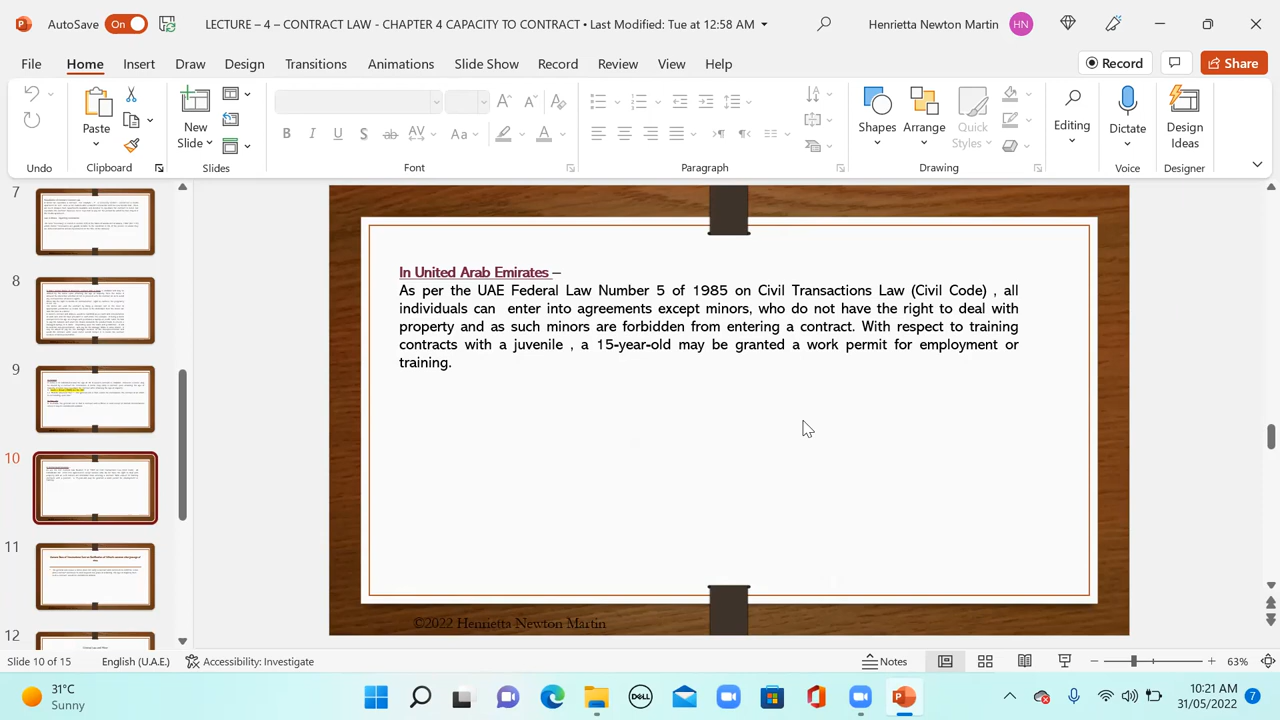 AutoSave On LECTURE – 4 – CONTRACT LAW - CHAPTER 4 CAPACITY TO CONTRACT • Last Modified: Tue at 12:58 AM Henrietta Newton Martin HN
File Home Insert Draw Design Transitions Animations Slide Show Record Review View Help Record Share
Paste New Slide B I U S ab AV Aa A Shapes Arrange Quick Styles Editing Dictate Design Ideas
Undo Clipboard Slides Font Paragraph Drawing Voice Designer
7
8
9
10
11
12
In United Arab Emirates –
As per the UAE Federal Law Number 5 of 1985 on Civil Transactions Law (Civil Code) , all
individuals can enter into agreements except minors, who do not have the right to deal with
property and as such minors are forbidden from entering a contract. With respect to training
contracts with a juvenile , a 15-year-old may be granted a work permit for employment or
training.
©2022 Henrietta Newton Martin
Slide 10 of 15 English (U.A.E.) Accessibility: Investigate Notes 63%
31°C
Sunny
DELL
10:21 AM
31/05/2022
7